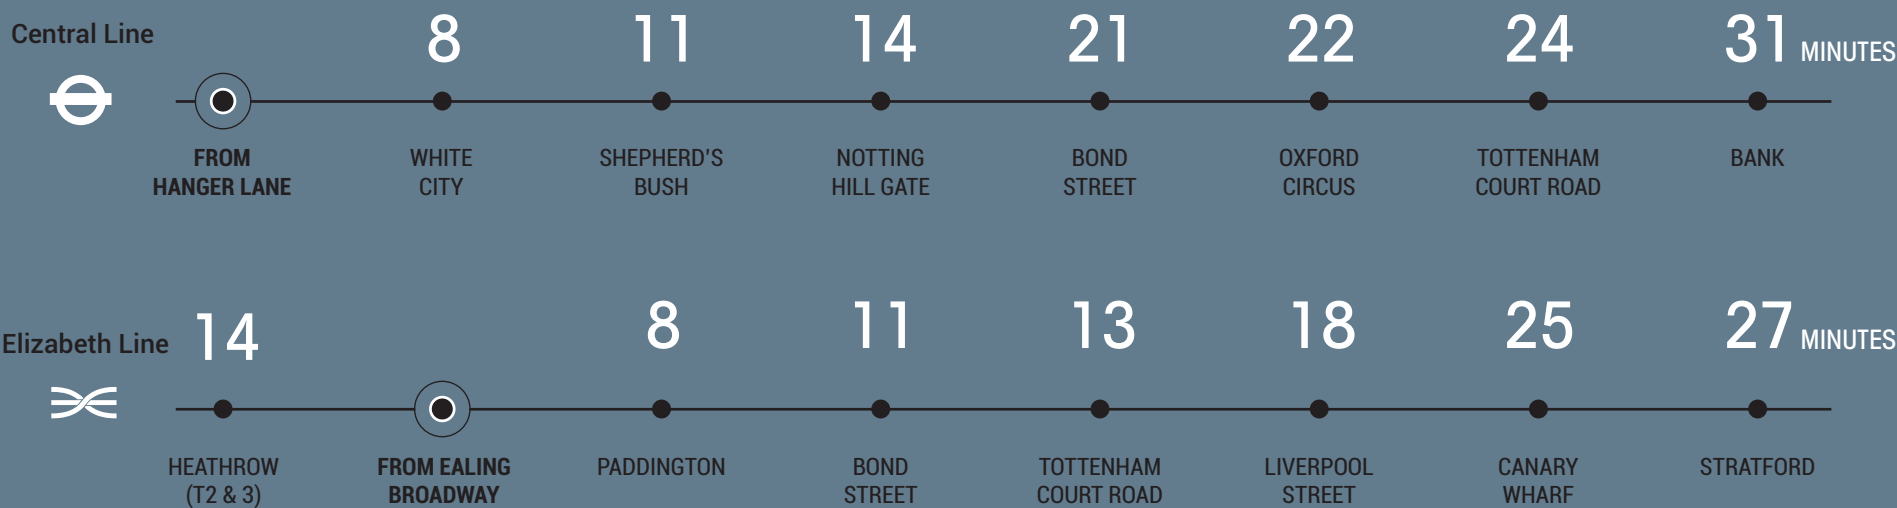 Central Line
8
11
14
21
22
24
31 MINUTES
FROM
HANGER LANE
WHITE
CITY
SHEPHERD'S
BUSH
NOTTING
HILL GATE
BOND
STREET
OXFORD
CIRCUS
TOTTENHAM
COURT ROAD
BANK
Elizabeth Line
14
8
11
13
18
25
27 MINUTES
HEATHROW
(T2 & 3)
FROM EALING
BROADWAY
PADDINGTON
BOND
STREET
TOTTENHAM
COURT ROAD
LIVERPOOL
STREET
CANARY
WHARF
STRATFORD